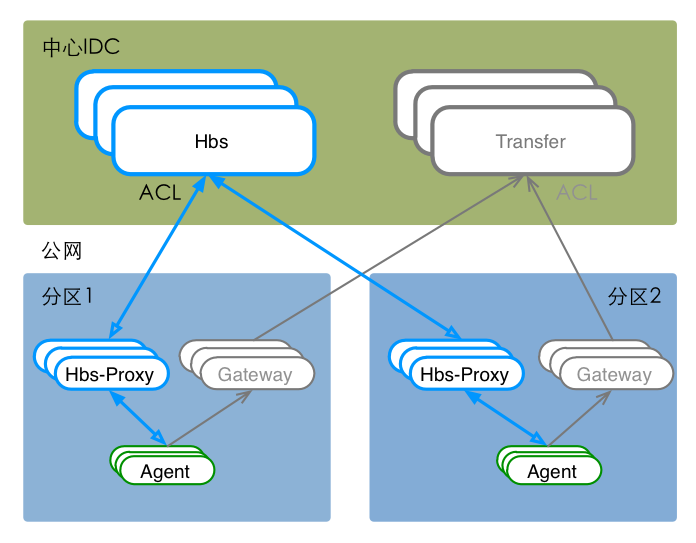 中心IDC
Hbs
Transfer
ACL
ACL
公网
分区1
分区2
Hbs-Proxy
Gateway
Hbs-Proxy
Gateway
Agent
Agent